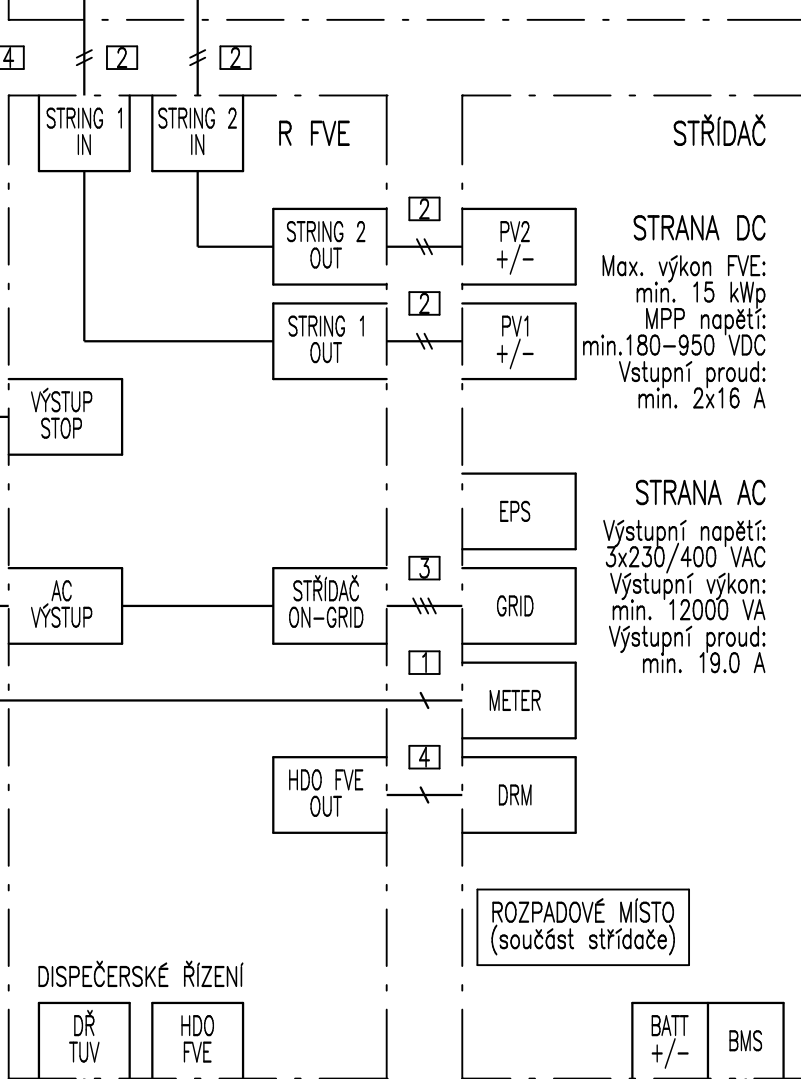 4
2
2
STRING 1
IN
STRING 2
IN
R FVE
STŘÍDAČ
STRING 2
OUT
2
PV2
+/-
STRANA DC
Max. výkon FVE:
min. 15 kWp
MPP napětí:
min.180-950 VDC
Vstupní proud:
min. 2x16 A
STRING 1
OUT
2
PV1
+/-
VÝSTUP
STOP
EPS
STRANA AC
Výstupní napětí:
3x230/400 VAC
Výstupní výkon:
min. 12000 VA
Výstupní proud:
min. 19.0 A
AC
VÝSTUP
STŘÍDAČ
ON-GRID
3
GRID
1
METER
HDO FVE
OUT
4
DRM
ROZPADOVÉ MÍSTO
(součást střídače)
DISPEČERSKÉ ŘÍZENÍ
DŘ
TUV
HDO
FVE
BATT
+/-
BMS